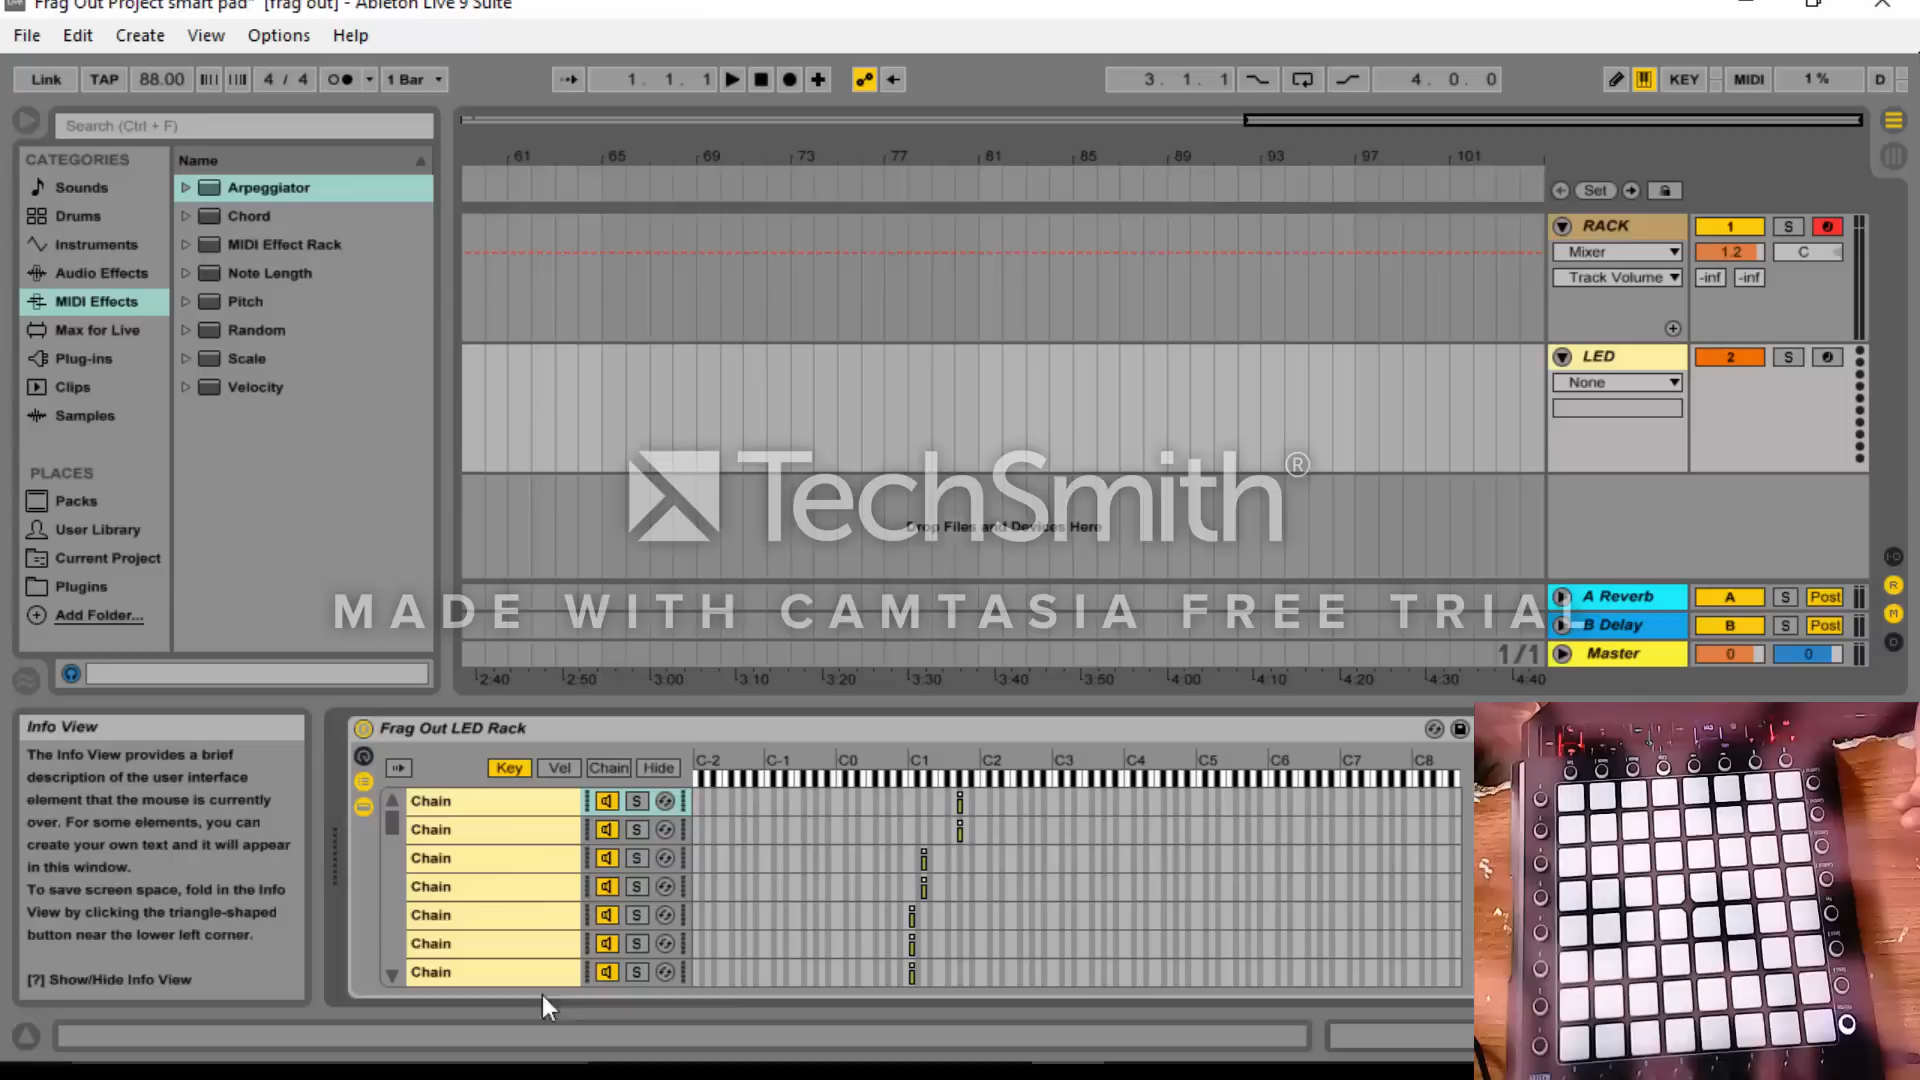 Frag Out Project smart pad* [frag out] - Ableton Live 9 Suite
File Edit Create View Options Help
Link TAP 88.00 4 / 4 1 Bar 1. 1. 1 3. 1. 1 4. 0. 0 KEY MIDI 1 % D
Search (Ctrl + F)
CATEGORIES
Sounds
Drums
Instruments
Audio Effects
MIDI Effects
Max for Live
Plug-ins
Clips
Samples
PLACES
Packs
User Library
Current Project
Plugins
Add Folder...
Name
Arpeggiator
Chord
MIDI Effect Rack
Note Length
Pitch
Random
Scale
Velocity
61 65 69 73 77 81 85 89 93 97 101
Set
RACK 1 S
Mixer 1.2 C
Track Volume -inf -inf
LED 2 S
None
Drop Files and Devices Here
TechSmith®
MADE WITH CAMTASIA FREE TRIAL
A Reverb A S Post
B Delay B S Post
1/1 Master 0 0
2:40 2:50 3:00 3:10 3:20 3:30 3:40 3:50 4:00 4:10 4:20 4:30 4:40
I·O
R
M
D
Info View
The Info View provides a brief
description of the user interface
element that the mouse is currently
over. For some elements, you can
create your own text and it will appear
in this window.
To save screen space, fold in the Info
View by clicking the triangle-shaped
button near the lower left corner.
[?] Show/Hide Info View
Frag Out LED Rack
Key Vel Chain Hide
C-2 C-1 C0 C1 C2 C3 C4 C5 C6 C7 C8
Chain S
Chain S
Chain S
Chain S
Chain S
Chain S
Chain S